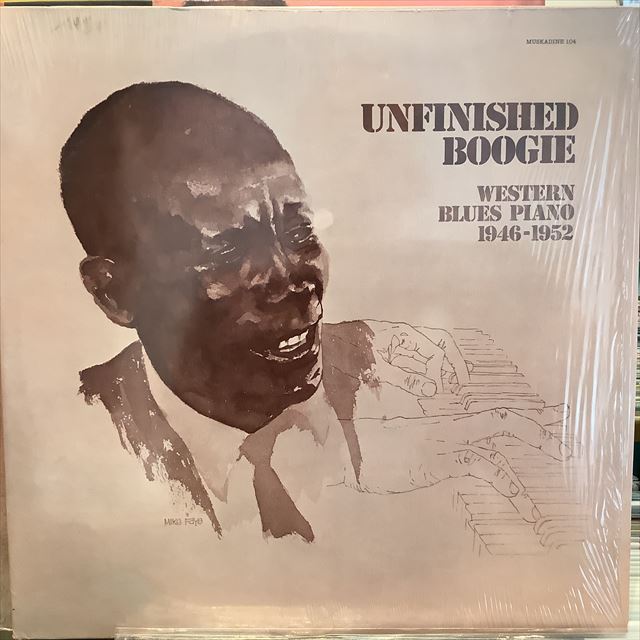 MUSKADINE 104
UNFINISHED
BOOGIE
WESTERN
BLUES PIANO
1946-1952
MIKE FAYE